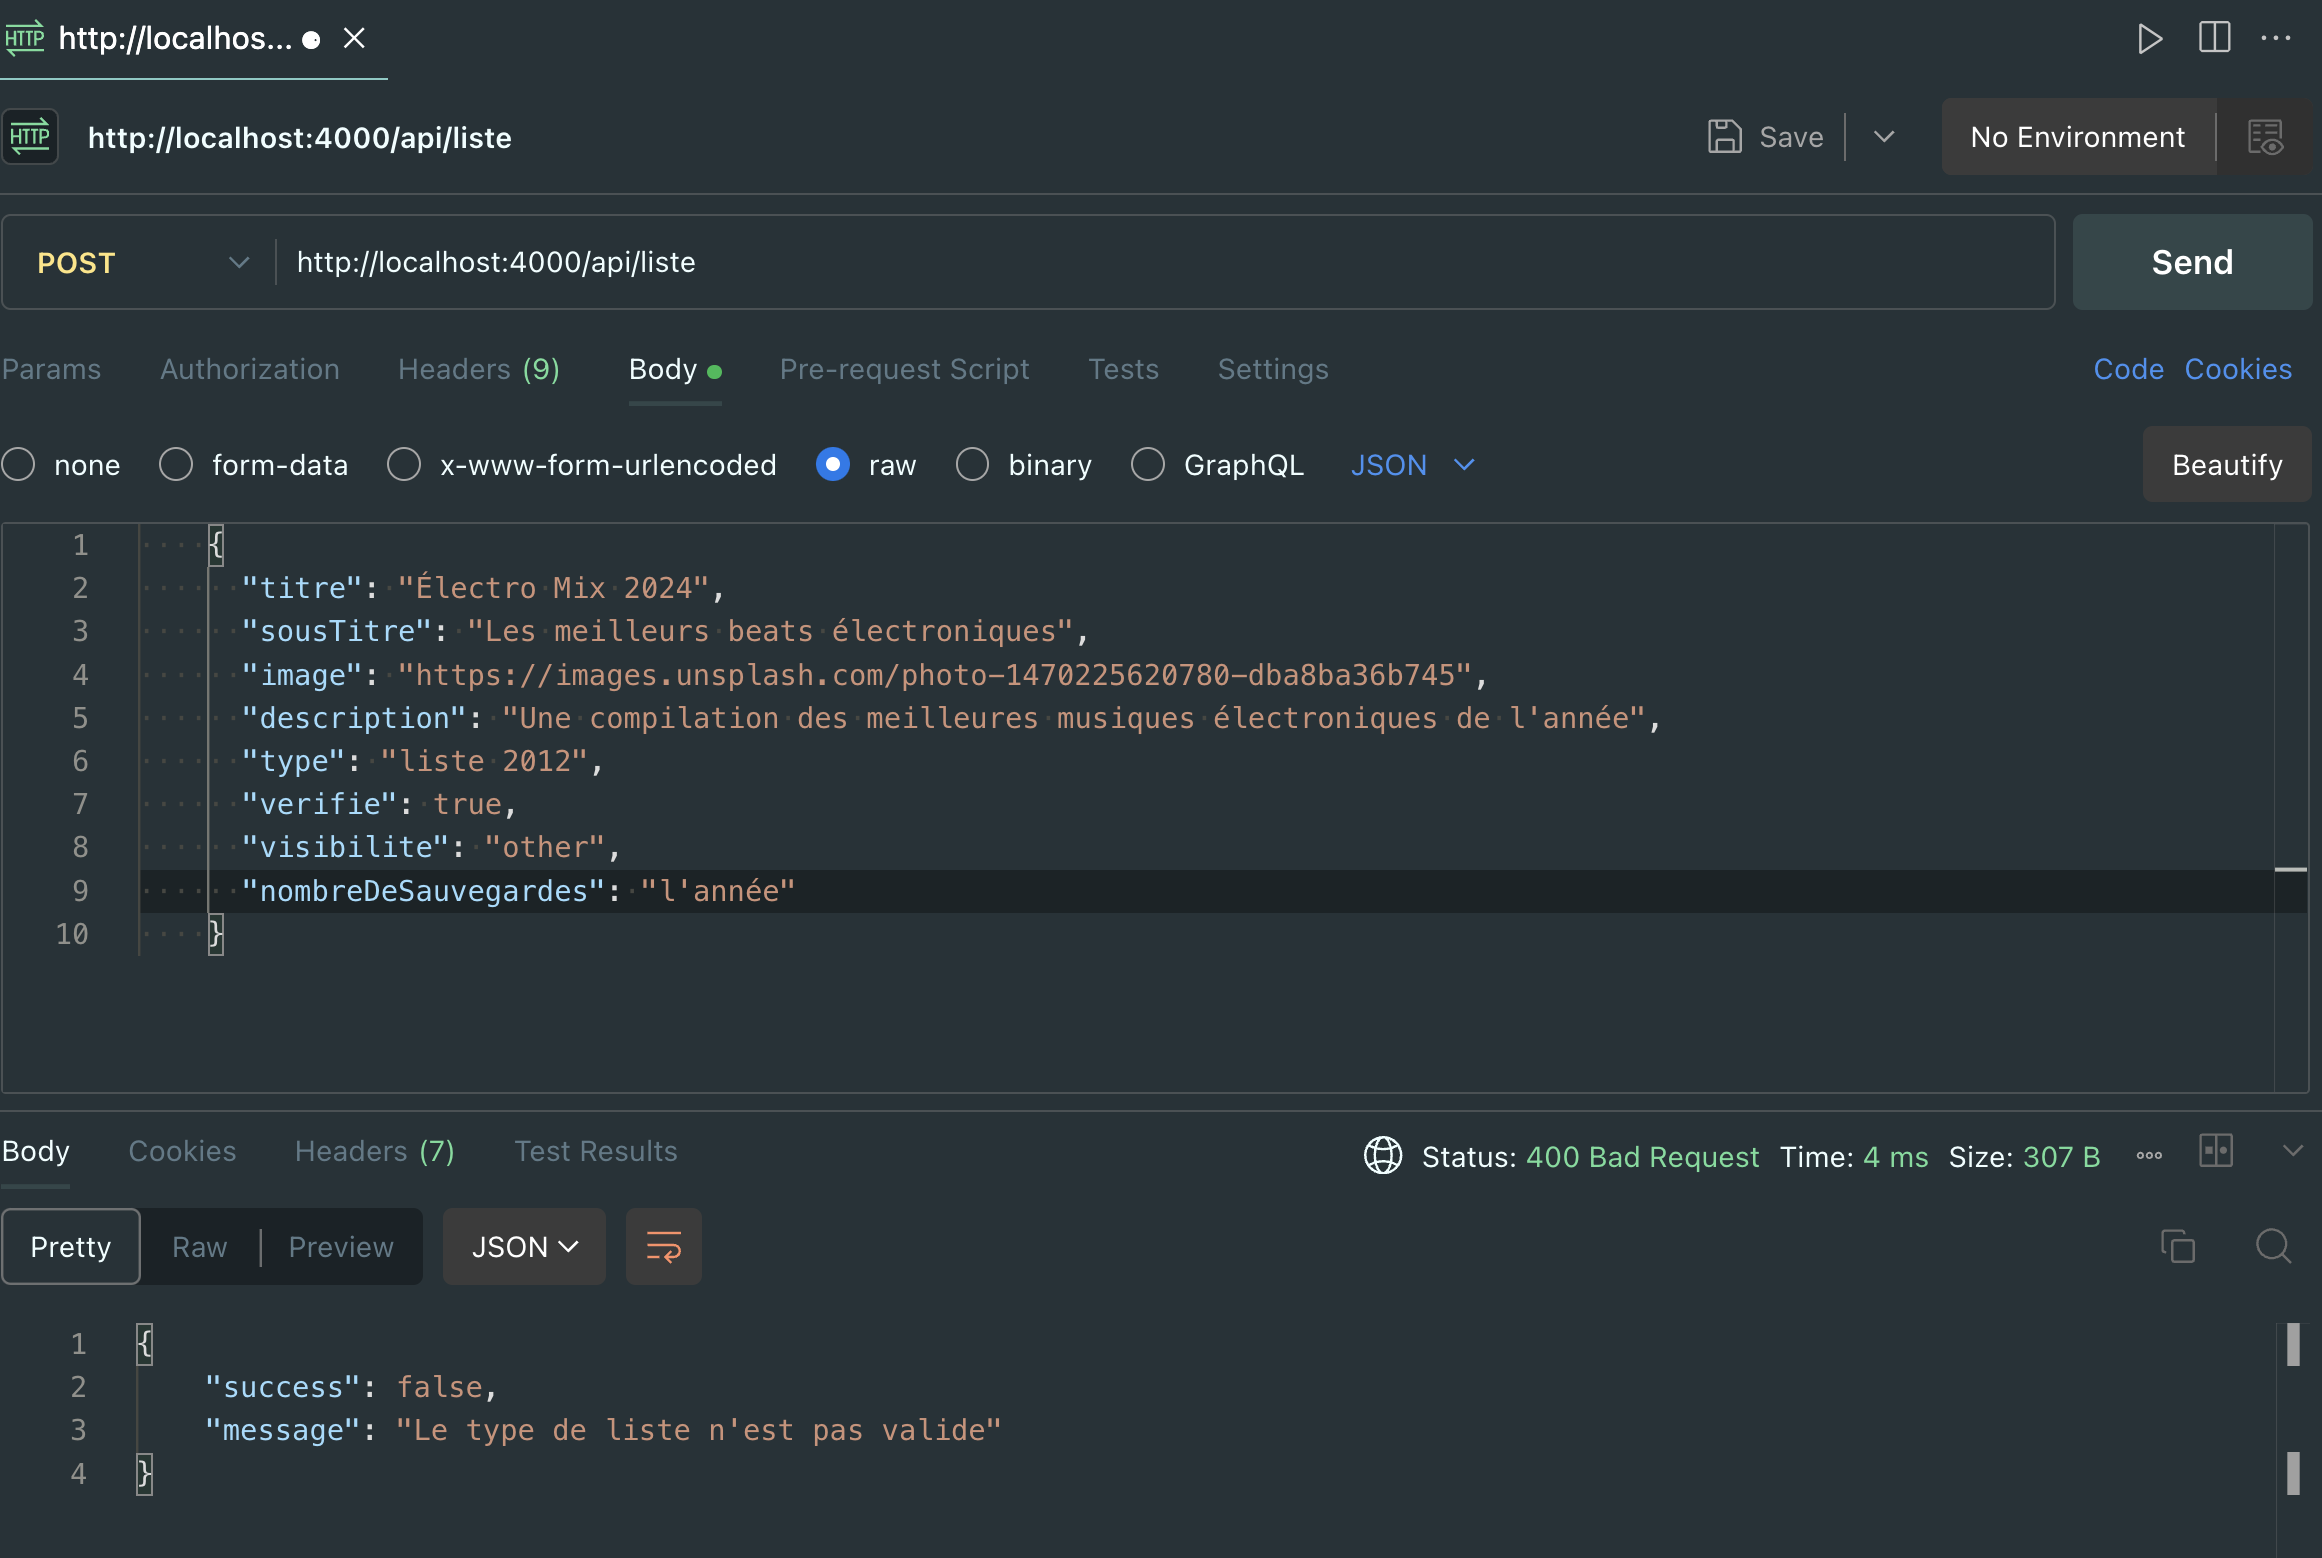 HTTP http://localhos...
HTTP http://localhost:4000/api/liste Save No Environment
POST http://localhost:4000/api/liste Send
Params Authorization Headers (9) Body Pre-request Script Tests Settings Code Cookies
none form-data x-www-form-urlencoded raw binary GraphQL JSON Beautify
1 {
2 "titre": "Électro Mix 2024",
3 "sousTitre": "Les meilleurs beats électroniques",
4 "image": "https://images.unsplash.com/photo-1470225620780-dba8ba36b745",
5 "description": "Une compilation des meilleures musiques électroniques de l'année",
6 "type": "liste 2012",
7 "verifie": true,
8 "visibilite": "other",
9 "nombreDeSauvegardes": "l'année"
10 }
Body Cookies Headers (7) Test Results Status: 400 Bad Request Time: 4 ms Size: 307 B
Pretty Raw Preview JSON
1 {
2 "success": false,
3 "message": "Le type de liste n'est pas valide"
4 }